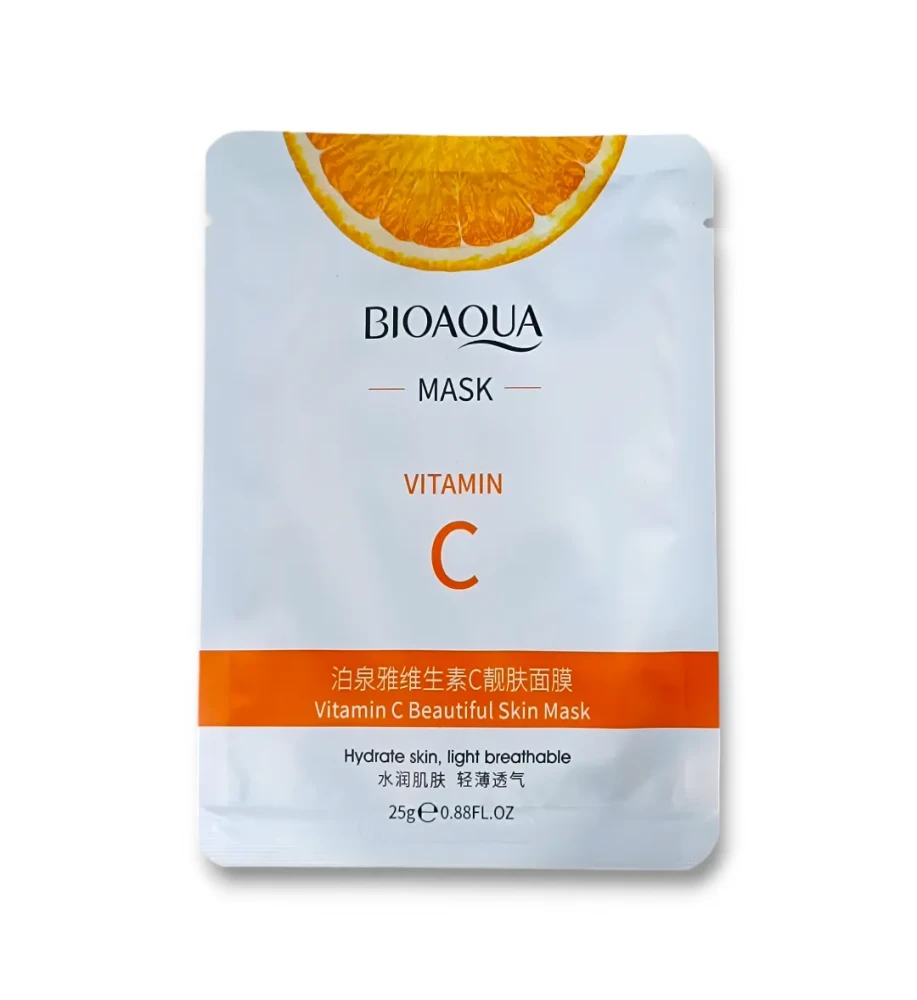 BIOAQUA
MASK
VITAMIN
C
泊泉雅维生素C靓肤面膜
Vitamin C Beautiful Skin Mask
Hydrate skin, light breathable
水润肌肤 轻薄透气
25g℮0.88FL.OZ